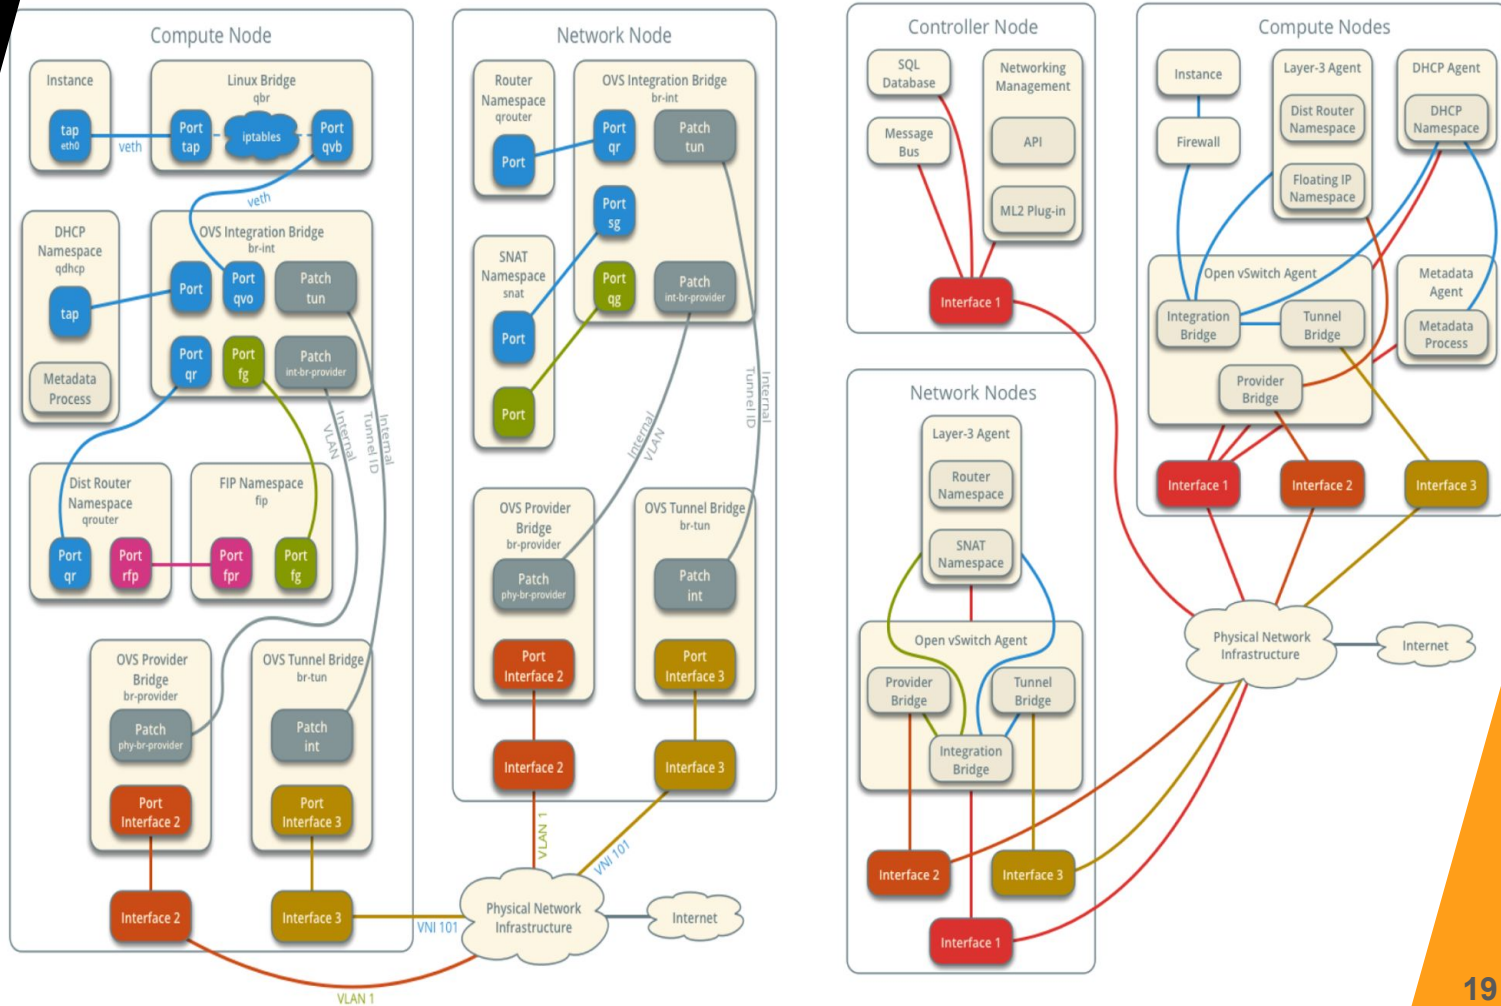 Compute Node
Instance
tap
eth0
veth
Linux Bridge
qbr
Port
tap
iptables
Port
qvb
veth
DHCP
Namespace
qdhcp
tap
Metadata
Process
OVS Integration Bridge
br-int
Port
Port
qvo
Patch
tun
Port
qr
Port
fg
Patch
int-br-provider
Internal
VLAN
Internal
Tunnel ID
Dist Router
Namespace
qrouter
Port
qr
Port
rfp
FIP Namespace
fip
Port
fpr
Port
fg
OVS Provider
Bridge
br-provider
Patch
phy-br-provider
Port
Interface 2
OVS Tunnel Bridge
br-tun
Patch
int
Port
Interface 3
Interface 2
Interface 3
VNI 101
VLAN 1
Network Node
Router
Namespace
qrouter
Port
OVS Integration Bridge
br-int
Port
qr
Patch
tun
Port
sg
Port
qg
Patch
int-br-provider
SNAT
Namespace
snat
Port
Port
Internal
VLAN
Internal
Tunnel ID
OVS Provider
Bridge
br-provider
Patch
phy-br-provider
Port
Interface 2
OVS Tunnel Bridge
br-tun
Patch
int
Port
Interface 3
Interface 2
Interface 3
VLAN 1
VNI 101
Physical Network
Infrastructure
Internet
Controller Node
SQL
Database
Message
Bus
Networking
Management
API
ML2 Plug-in
Interface 1
Network Nodes
Layer-3 Agent
Router
Namespace
SNAT
Namespace
Open vSwitch Agent
Provider
Bridge
Tunnel
Bridge
Integration
Bridge
Interface 2
Interface 3
Interface 1
Compute Nodes
Instance
Firewall
Layer-3 Agent
Dist Router
Namespace
Floating IP
Namespace
DHCP Agent
DHCP
Namespace
Open vSwitch Agent
Integration
Bridge
Tunnel
Bridge
Provider
Bridge
Metadata
Agent
Metadata
Process
Interface 1
Interface 2
Interface 3
Physical Network
Infrastructure
Internet
19